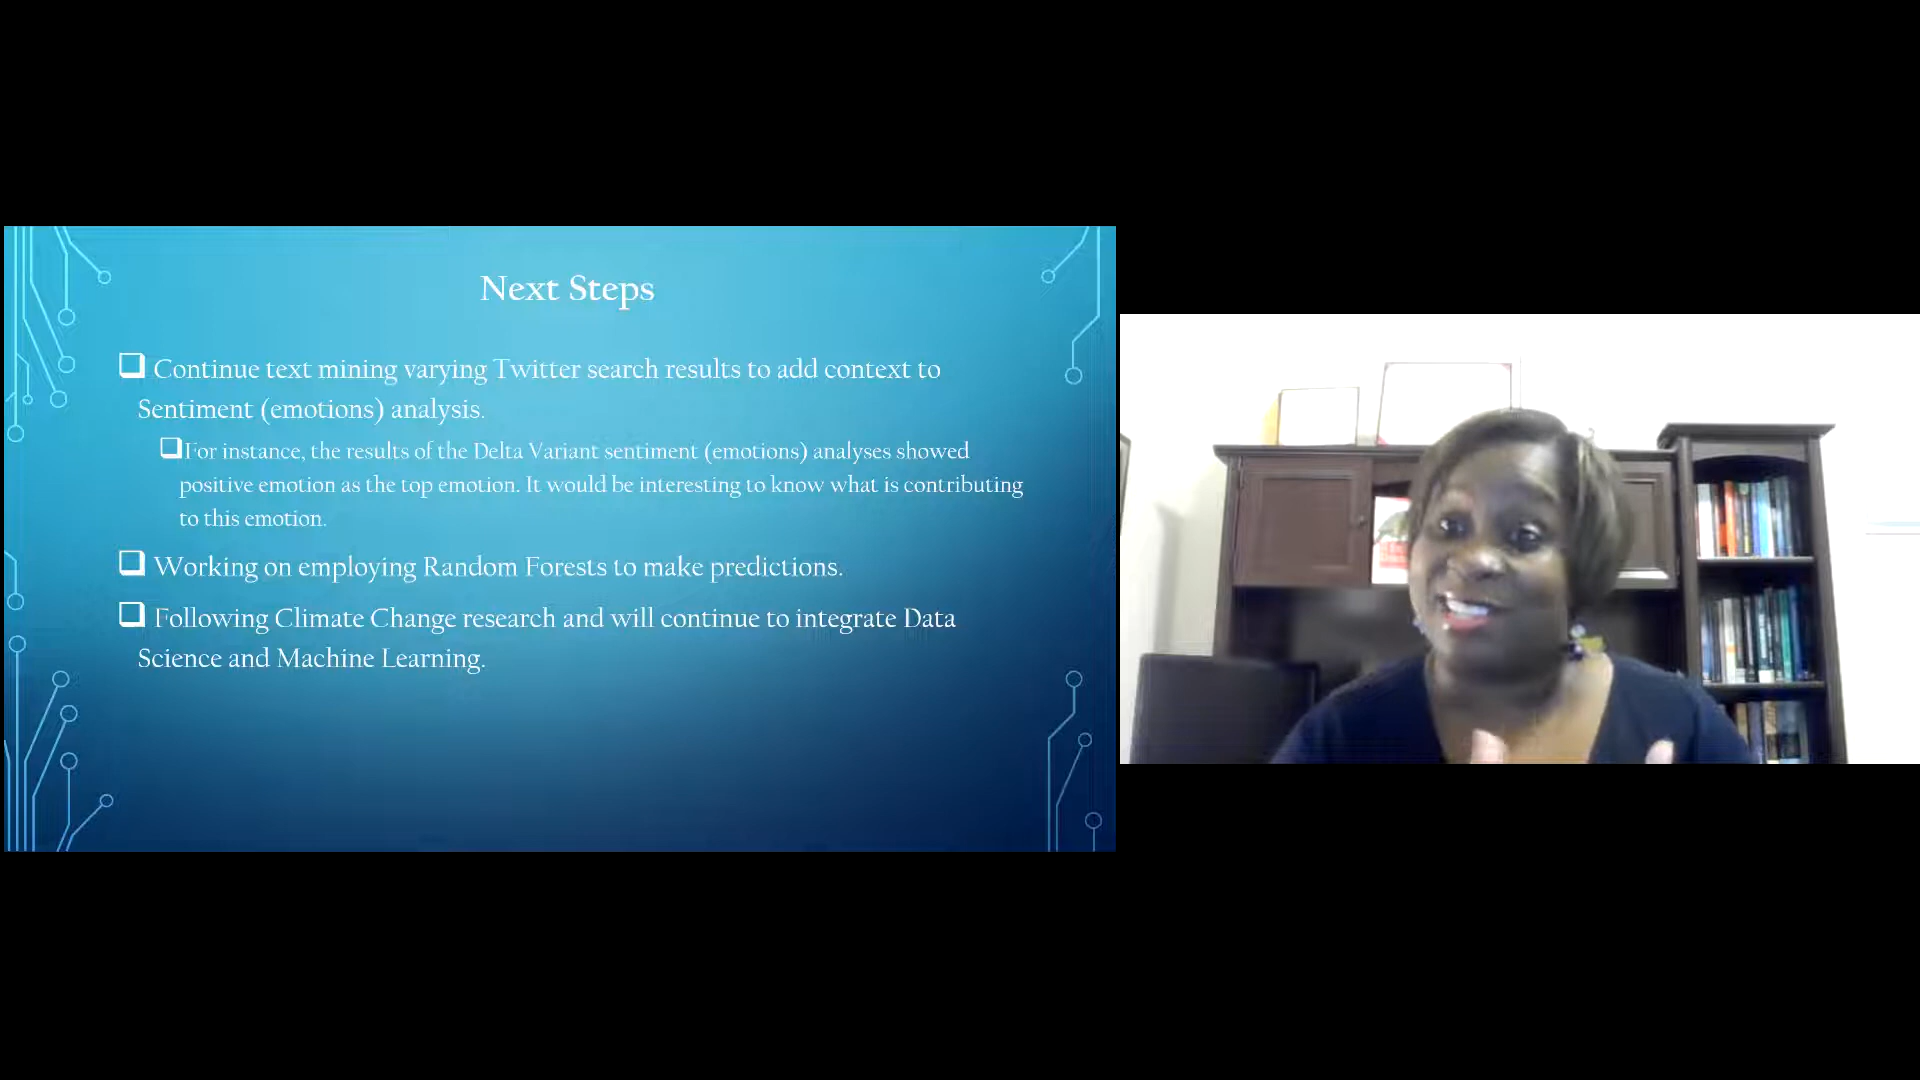 Next Steps
❑ Continue text mining varying Twitter search results to add context to
Sentiment (emotions) analysis.
❑For instance, the results of the Delta Variant sentiment (emotions) analyses showed
positive emotion as the top emotion. It would be interesting to know what is contributing
to this emotion.
❑ Working on employing Random Forests to make predictions.
❑ Following Climate Change research and will continue to integrate Data
Science and Machine Learning.